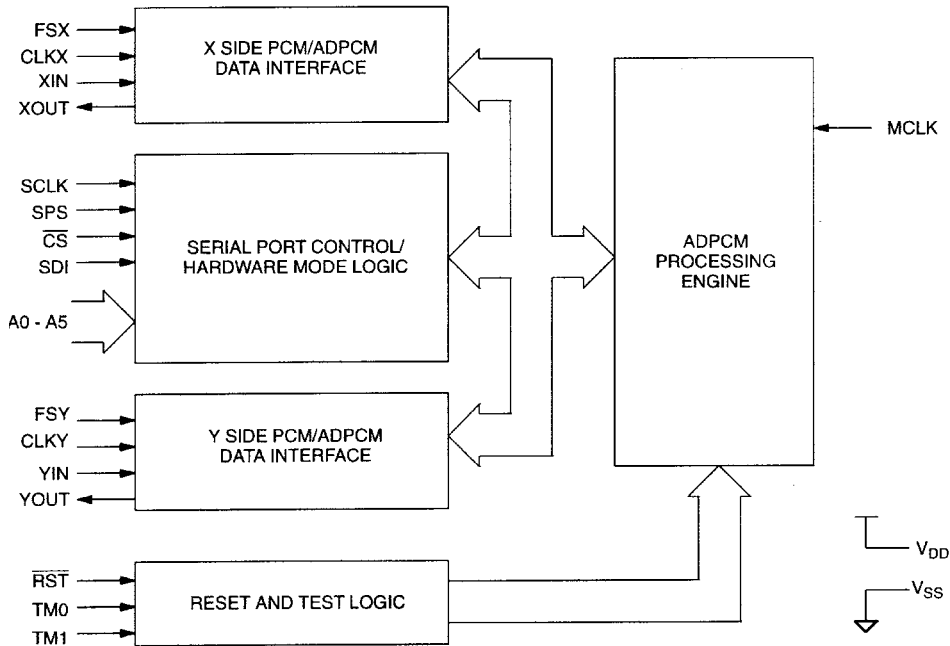 FSX
CLKX
XIN
XOUT
X SIDE PCM/ADPCM
DATA INTERFACE
MCLK
SCLK
SPS
C̅S̅
SDI
A0 - A5
SERIAL PORT CONTROL/
HARDWARE MODE LOGIC
ADPCM
PROCESSING
ENGINE
FSY
CLKY
YIN
YOUT
Y SIDE PCM/ADPCM
DATA INTERFACE
R̅S̅T̅
TM0
TM1
RESET AND TEST LOGIC
VDD
VSS